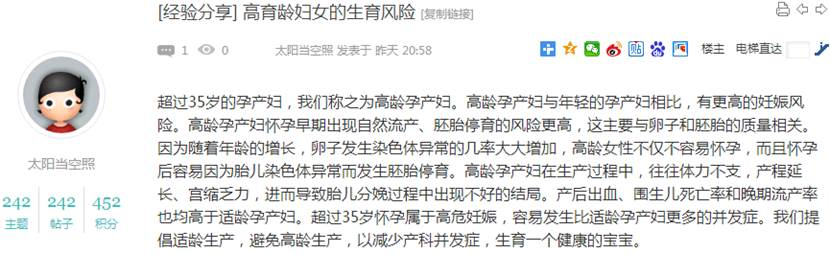 [经验分享] 高育龄妇女的生育风险 [复制链接]
1 0 太阳当空照 发表于 昨天 20:58 贴 楼主 电梯直达
超过35岁的孕产妇，我们称之为高龄孕产妇。高龄孕产妇与年轻的孕产妇相比，有更高的妊娠风
险。高龄孕产妇怀孕早期出现自然流产、胚胎停育的风险更高，这主要与卵子和胚胎的质量相关。
因为随着年龄的增长，卵子发生染色体异常的几率大大增加，高龄女性不仅不容易怀孕，而且怀孕
后容易因为胎儿染色体异常而发生胚胎停育。高龄孕产妇在生产过程中，往往体力不支，产程延
长、宫缩乏力，进而导致胎儿分娩过程中出现不好的结局。产后出血、围生儿死亡率和晚期流产率
也均高于适龄孕产妇。超过35岁怀孕属于高危妊娠，容易发生比适龄孕产妇更多的并发症。我们提
倡适龄生产，避免高龄生产，以减少产科并发症，生育一个健康的宝宝。
太阳当空照
242 242 452
主题 帖子 积分